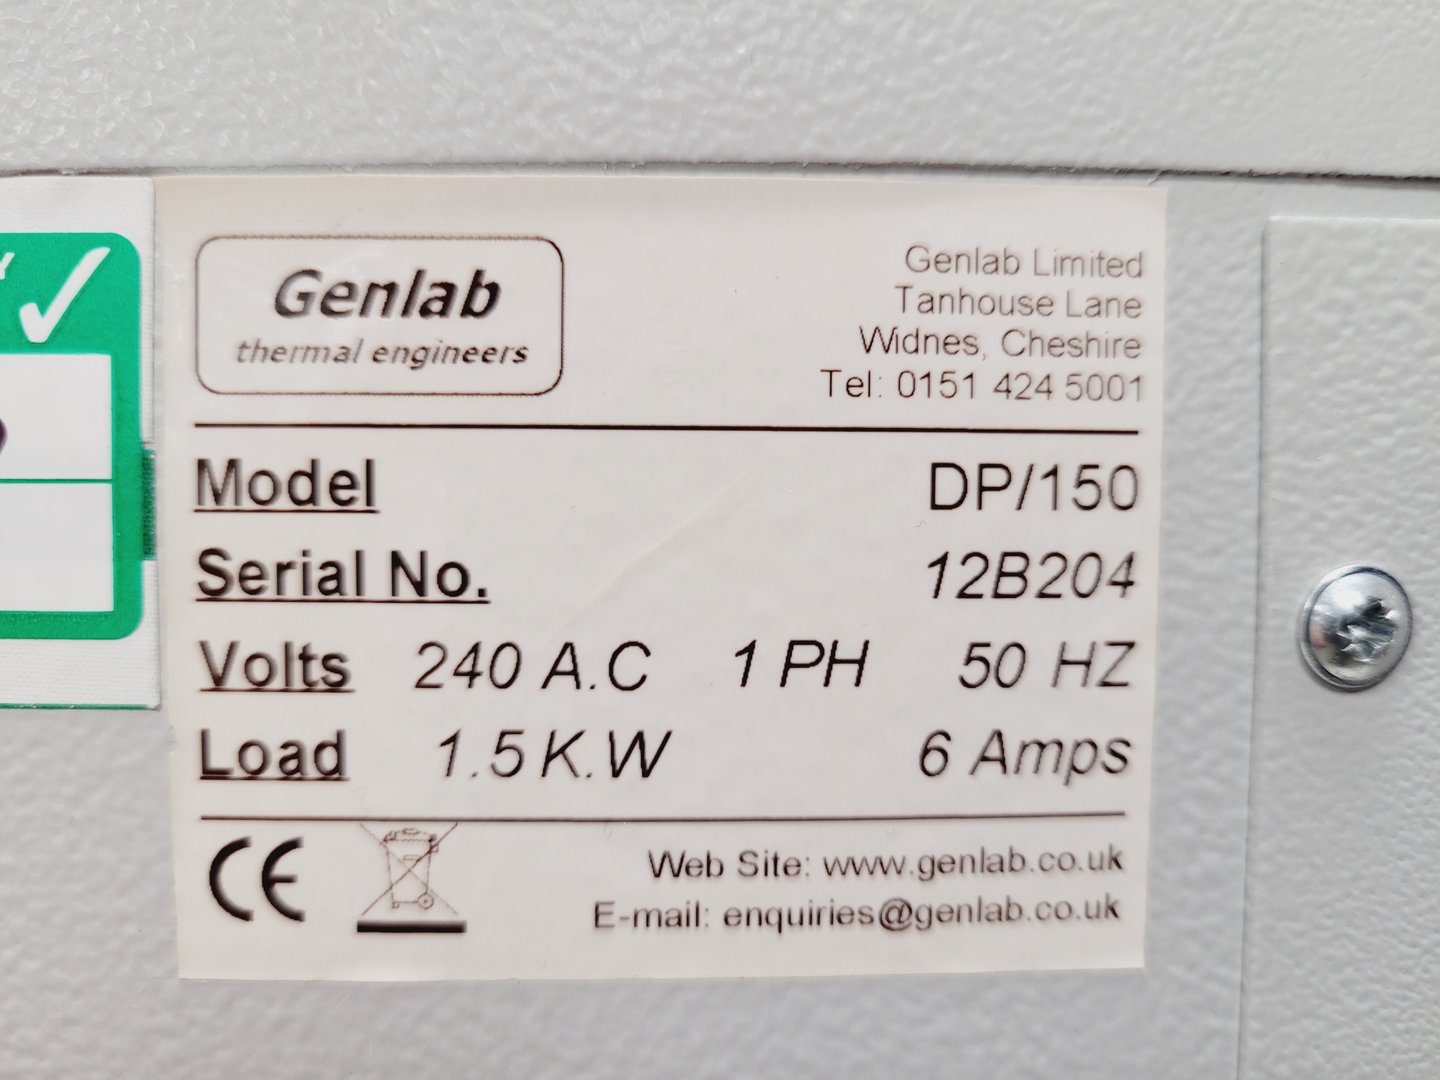 Genlab
thermal engineers
Genlab Limited
Tanhouse Lane
Widnes, Cheshire
Tel: 0151 424 5001
Model DP/150
Serial No. 12B204
Volts 240 A.C 1 PH 50 HZ
Load 1.5 K.W 6 Amps
CE
Web Site: www.genlab.co.uk
E-mail: enquiries@genlab.co.uk